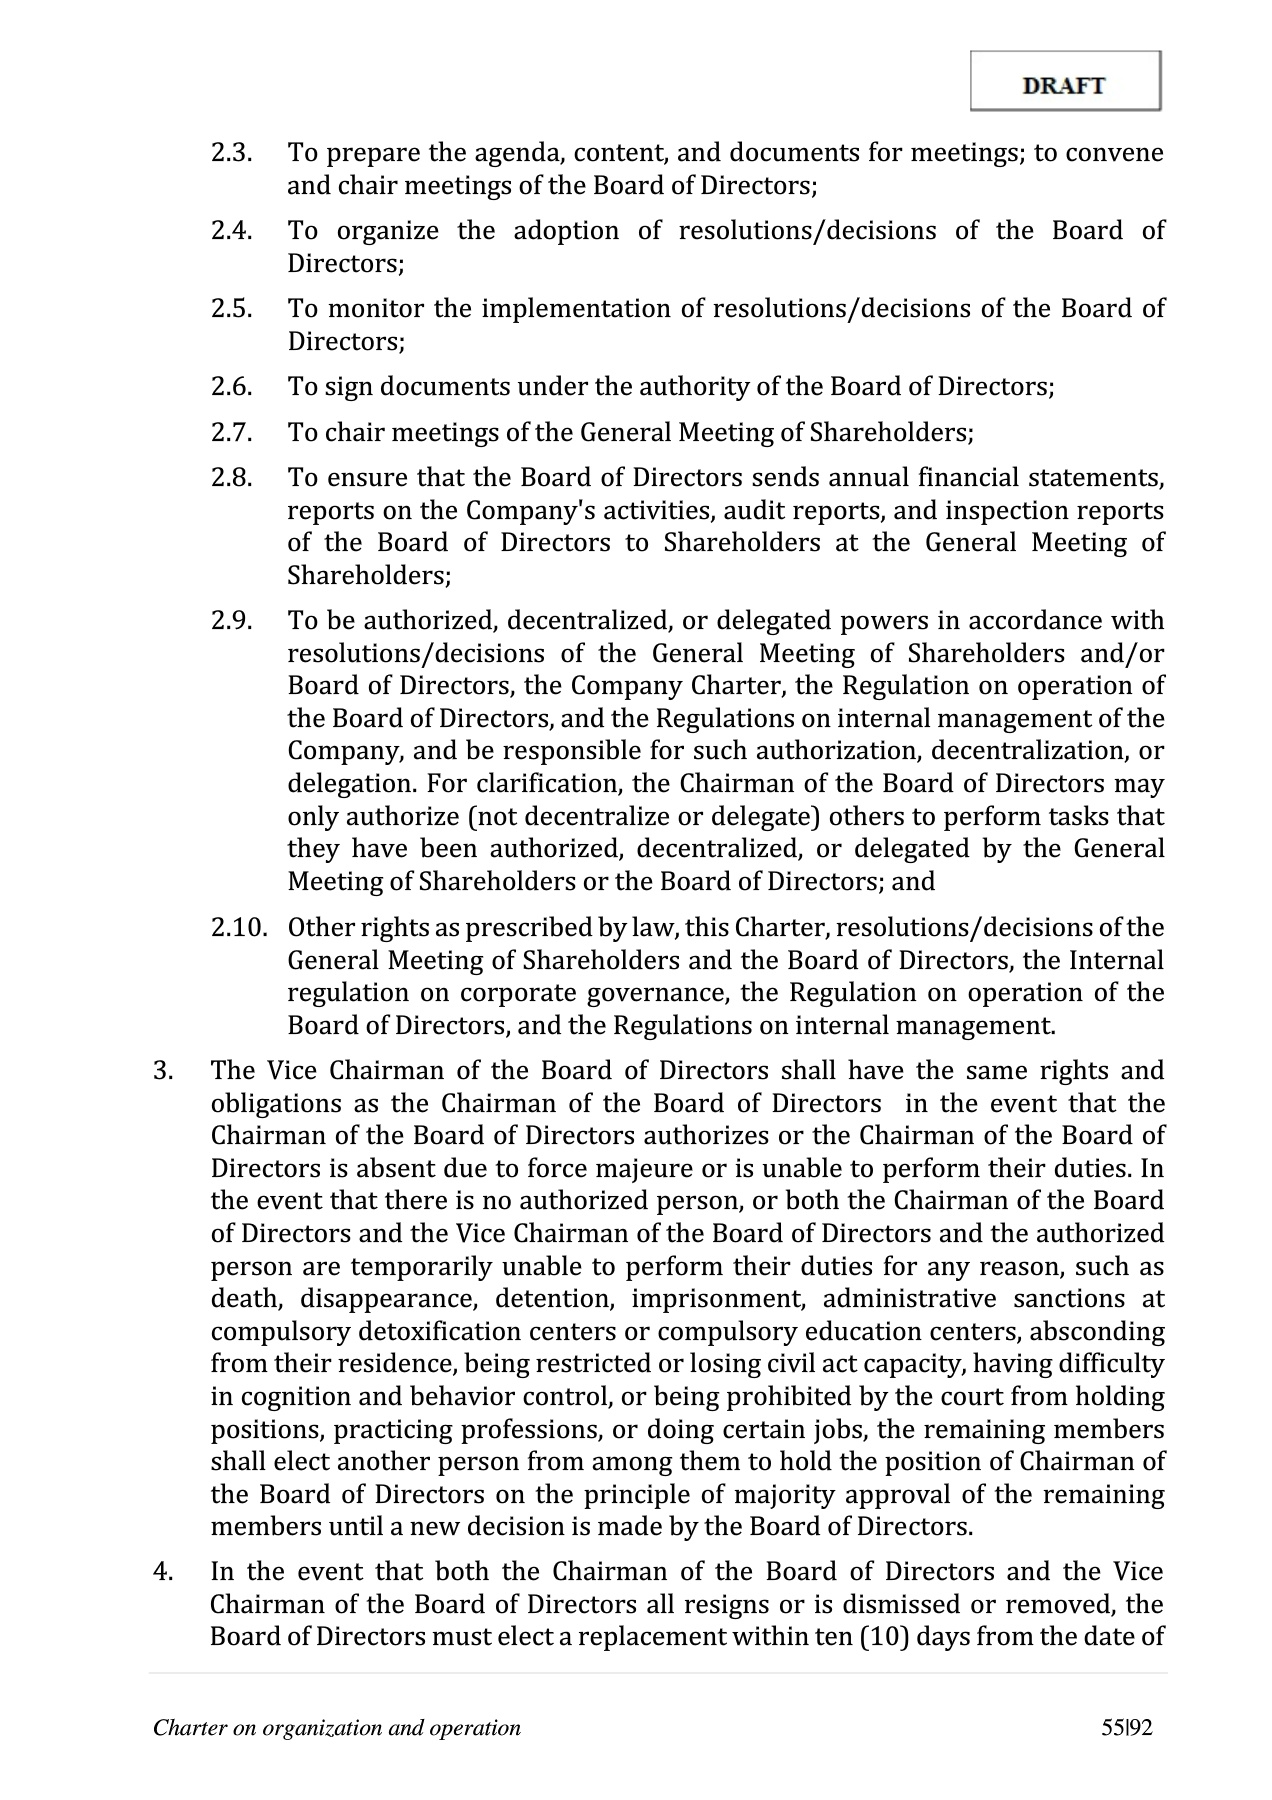 DRAFT
2.3. To prepare the agenda, content, and documents for meetings; to convene
and chair meetings of the Board of Directors;
2.4. To organize the adoption of resolutions/decisions of the Board of
Directors;
2.5. To monitor the implementation of resolutions/decisions of the Board of
Directors;
2.6. To sign documents under the authority of the Board of Directors;
2.7. To chair meetings of the General Meeting of Shareholders;
2.8. To ensure that the Board of Directors sends annual financial statements,
reports on the Company's activities, audit reports, and inspection reports
of the Board of Directors to Shareholders at the General Meeting of
Shareholders;
2.9. To be authorized, decentralized, or delegated powers in accordance with
resolutions/decisions of the General Meeting of Shareholders and/or
Board of Directors, the Company Charter, the Regulation on operation of
the Board of Directors, and the Regulations on internal management of the
Company, and be responsible for such authorization, decentralization, or
delegation. For clarification, the Chairman of the Board of Directors may
only authorize (not decentralize or delegate) others to perform tasks that
they have been authorized, decentralized, or delegated by the General
Meeting of Shareholders or the Board of Directors; and
2.10. Other rights as prescribed by law, this Charter, resolutions/decisions of the
General Meeting of Shareholders and the Board of Directors, the Internal
regulation on corporate governance, the Regulation on operation of the
Board of Directors, and the Regulations on internal management.
3. The Vice Chairman of the Board of Directors shall have the same rights and
obligations as the Chairman of the Board of Directors in the event that the
Chairman of the Board of Directors authorizes or the Chairman of the Board of
Directors is absent due to force majeure or is unable to perform their duties. In
the event that there is no authorized person, or both the Chairman of the Board
of Directors and the Vice Chairman of the Board of Directors and the authorized
person are temporarily unable to perform their duties for any reason, such as
death, disappearance, detention, imprisonment, administrative sanctions at
compulsory detoxification centers or compulsory education centers, absconding
from their residence, being restricted or losing civil act capacity, having difficulty
in cognition and behavior control, or being prohibited by the court from holding
positions, practicing professions, or doing certain jobs, the remaining members
shall elect another person from among them to hold the position of Chairman of
the Board of Directors on the principle of majority approval of the remaining
members until a new decision is made by the Board of Directors.
4. In the event that both the Chairman of the Board of Directors and the Vice
Chairman of the Board of Directors all resigns or is dismissed or removed, the
Board of Directors must elect a replacement within ten (10) days from the date of
Charter on organization and operation 55|92